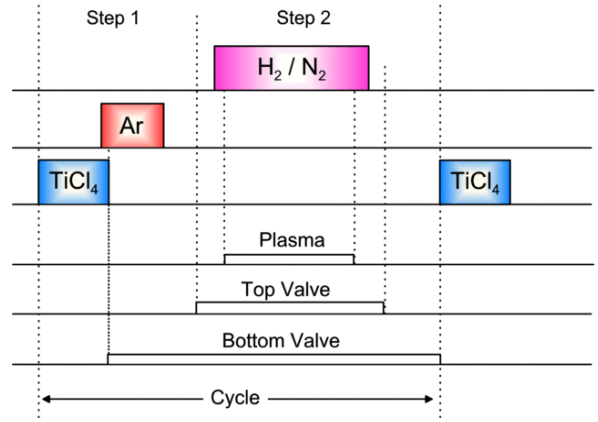 Step 1 Step 2
H₂ / N₂
Ar
TiCl₄ TiCl₄
Plasma
Top Valve
Bottom Valve
Cycle